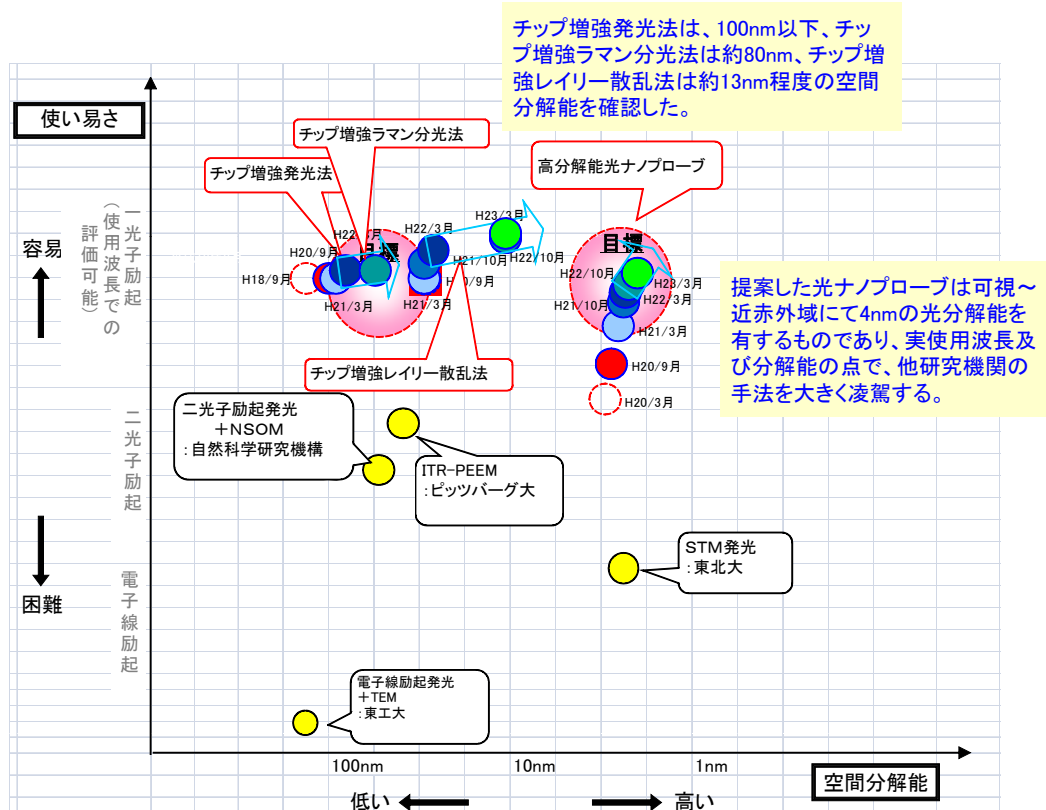 チップ増強発光法は、100nm以下、チッ
プ増強ラマン分光法は約80nm、チップ増
強レイリー散乱法は約13nm程度の空間
分解能を確認した。
使い易さ
チップ増強ラマン分光法
チップ増強発光法
高分解能光ナノプローブ
容易
一光子励起
(使用波長での
評価可能)
H18/9月
H20/9月
H21/3月
目標
H22/3月
H23/3月
H21/10月
H22/10月
H21/3月
目標
H22/10月
H23/3月
H22/3月
H21/10月
H21/3月
H20/9月
H20/3月
提案した光ナノプローブは可視～
近赤外域にて4nmの光分解能を
有するものであり、実使用波長及
び分解能の点で、他研究機関の
手法を大きく凌駕する。
チップ増強レイリー散乱法
二光子励起発光
+NSOM
:自然科学研究機構
二光子励起
ITR-PEEM
:ピッツバーグ大
STM発光
:東北大
困難
電子線励起
電子線励起発光
+TEM
:東工大
100nm
10nm
1nm
空間分解能
低い
高い